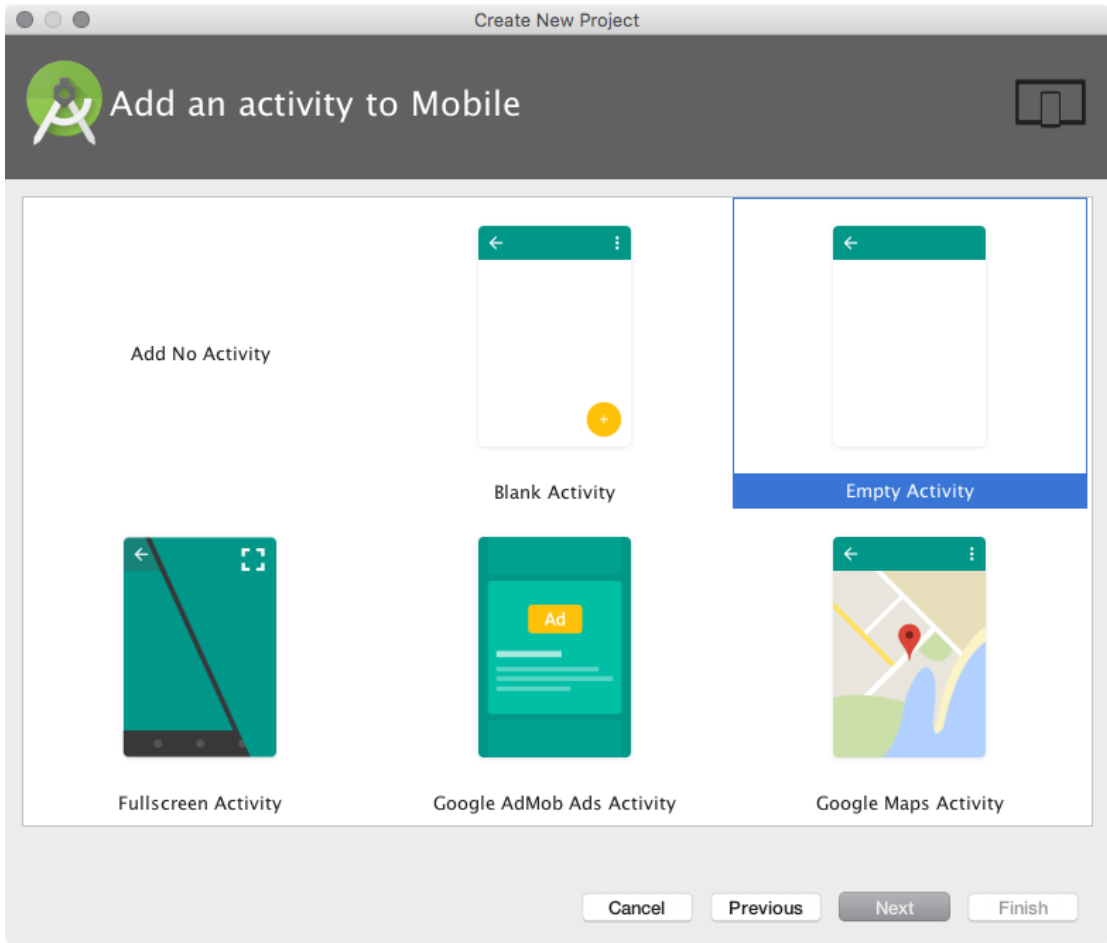 Create New Project
Add an activity to Mobile
Add No Activity
Blank Activity
Empty Activity
Ad
Fullscreen Activity
Google AdMob Ads Activity
Google Maps Activity
Cancel
Previous
Next
Finish